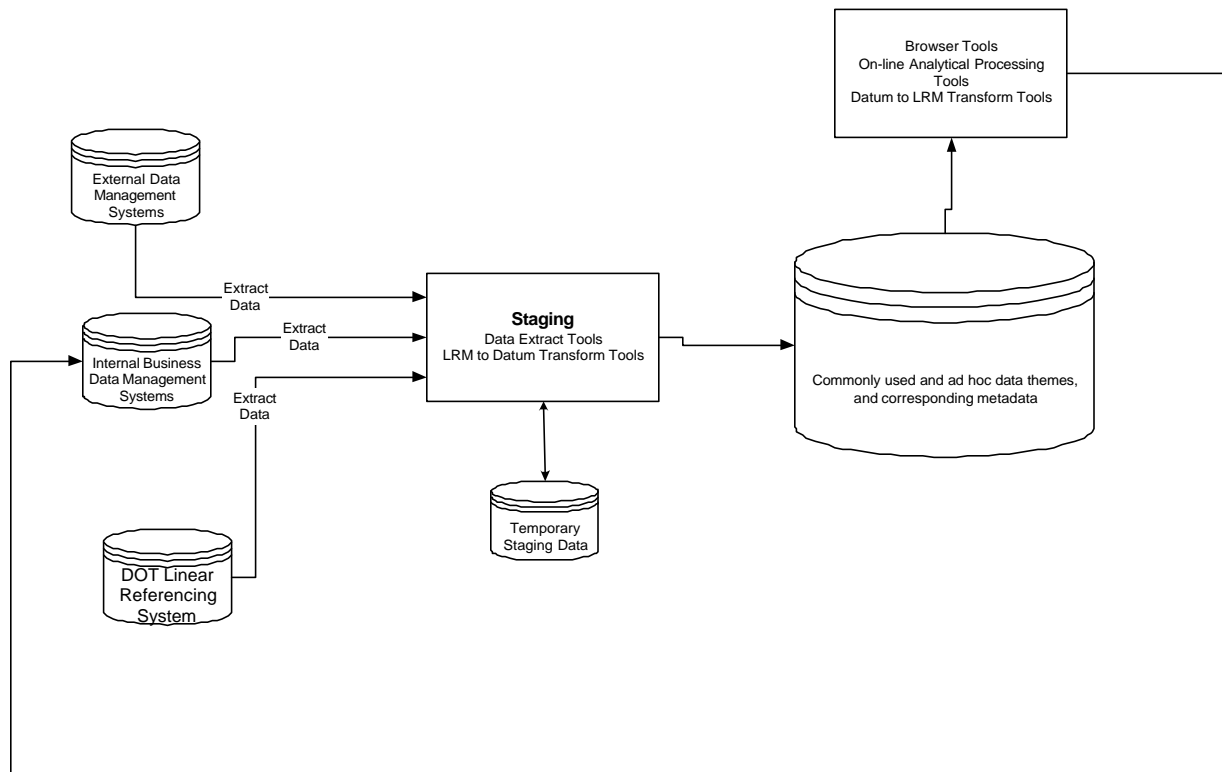 Browser Tools
On-line Analytical Processing
Tools
Datum to LRM Transform Tools
External Data
Management
Systems
Extract
Data
Staging
Data Extract Tools
LRM to Datum Transform Tools
Extract
Data
Internal Business
Data Management
Systems
Extract
Data
Commonly used and ad hoc data themes,
and corresponding metadata
Temporary
Staging Data
DOT Linear
Referencing
System